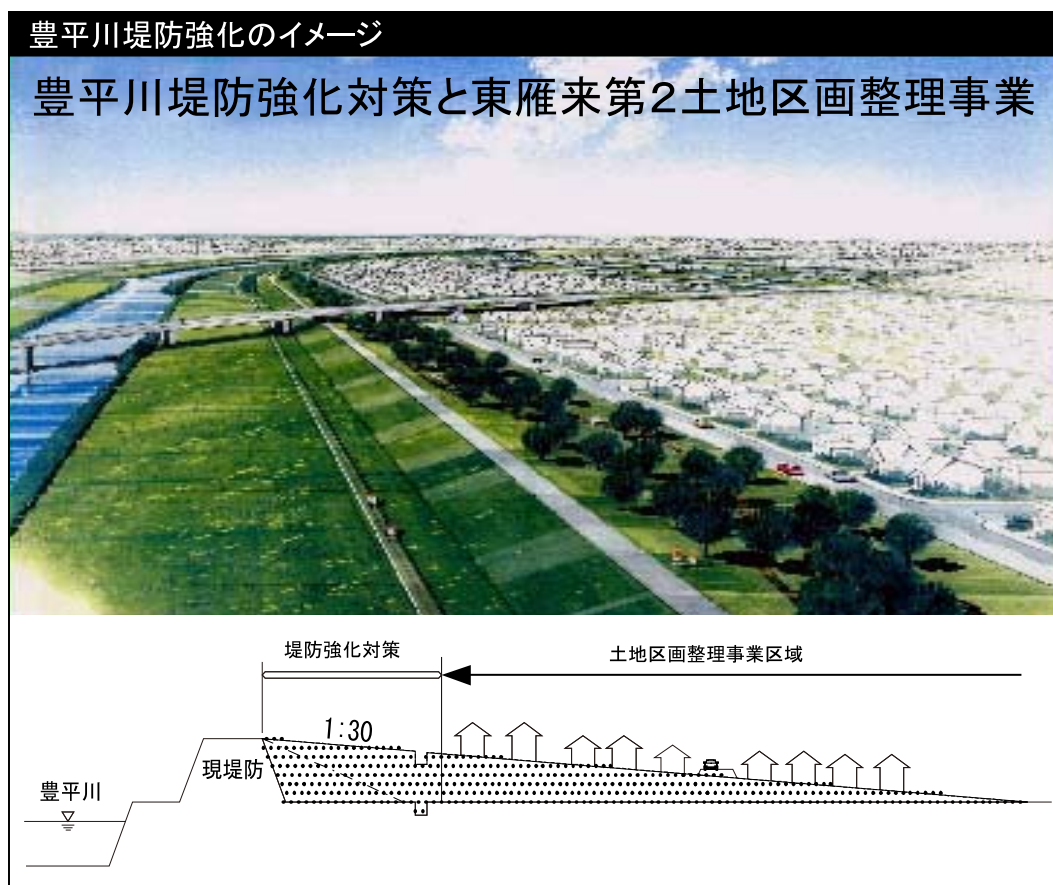 豊平川堤防強化のイメージ
豊平川堤防強化対策と東雁来第2土地区画整理事業
堤防強化対策
土地区画整理事業区域
1:30
現堤防
豊平川